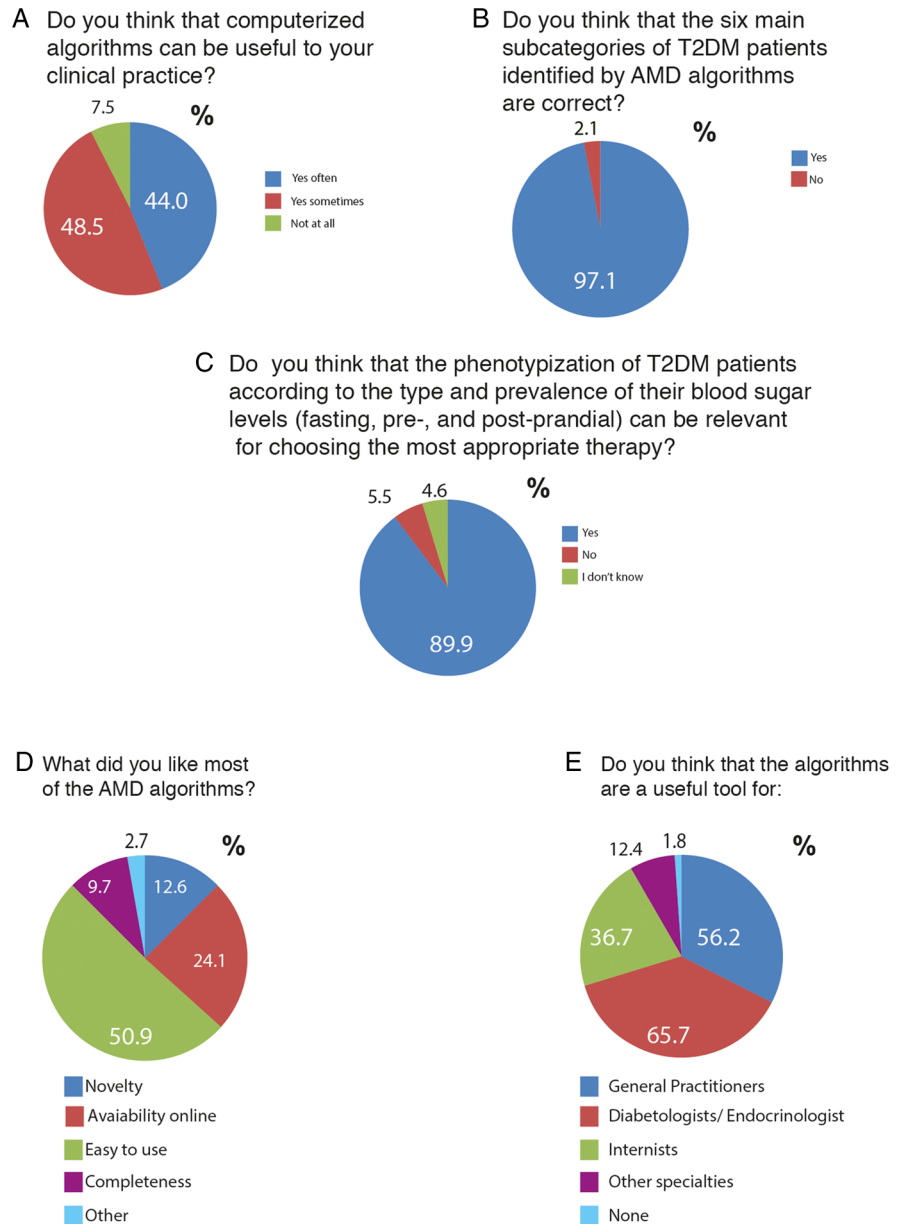 A Do you think that computerized
algorithms can be useful to your
clinical practice?
7.5
%
44.0
48.5
Yes often
Yes sometimes
Not at all
B Do you think that the six main
subcategories of T2DM patients
identified by AMD algorithms
are correct?
2.1
%
97.1
Yes
No
C Do you think that the phenotypization of T2DM patients
according to the type and prevalence of their blood sugar
levels (fasting, pre-, and post-prandial) can be relevant
for choosing the most appropriate therapy?
5.5
4.6
%
89.9
Yes
No
I don't know
D What did you like most
of the AMD algorithms?
2.7
%
9.7
12.6
24.1
50.9
Novelty
Avaiability online
Easy to use
Completeness
Other
E Do you think that the algorithms
are a useful tool for:
12.4
1.8
%
36.7
56.2
65.7
General Practitioners
Diabetologists/ Endocrinologist
Internists
Other specialties
None